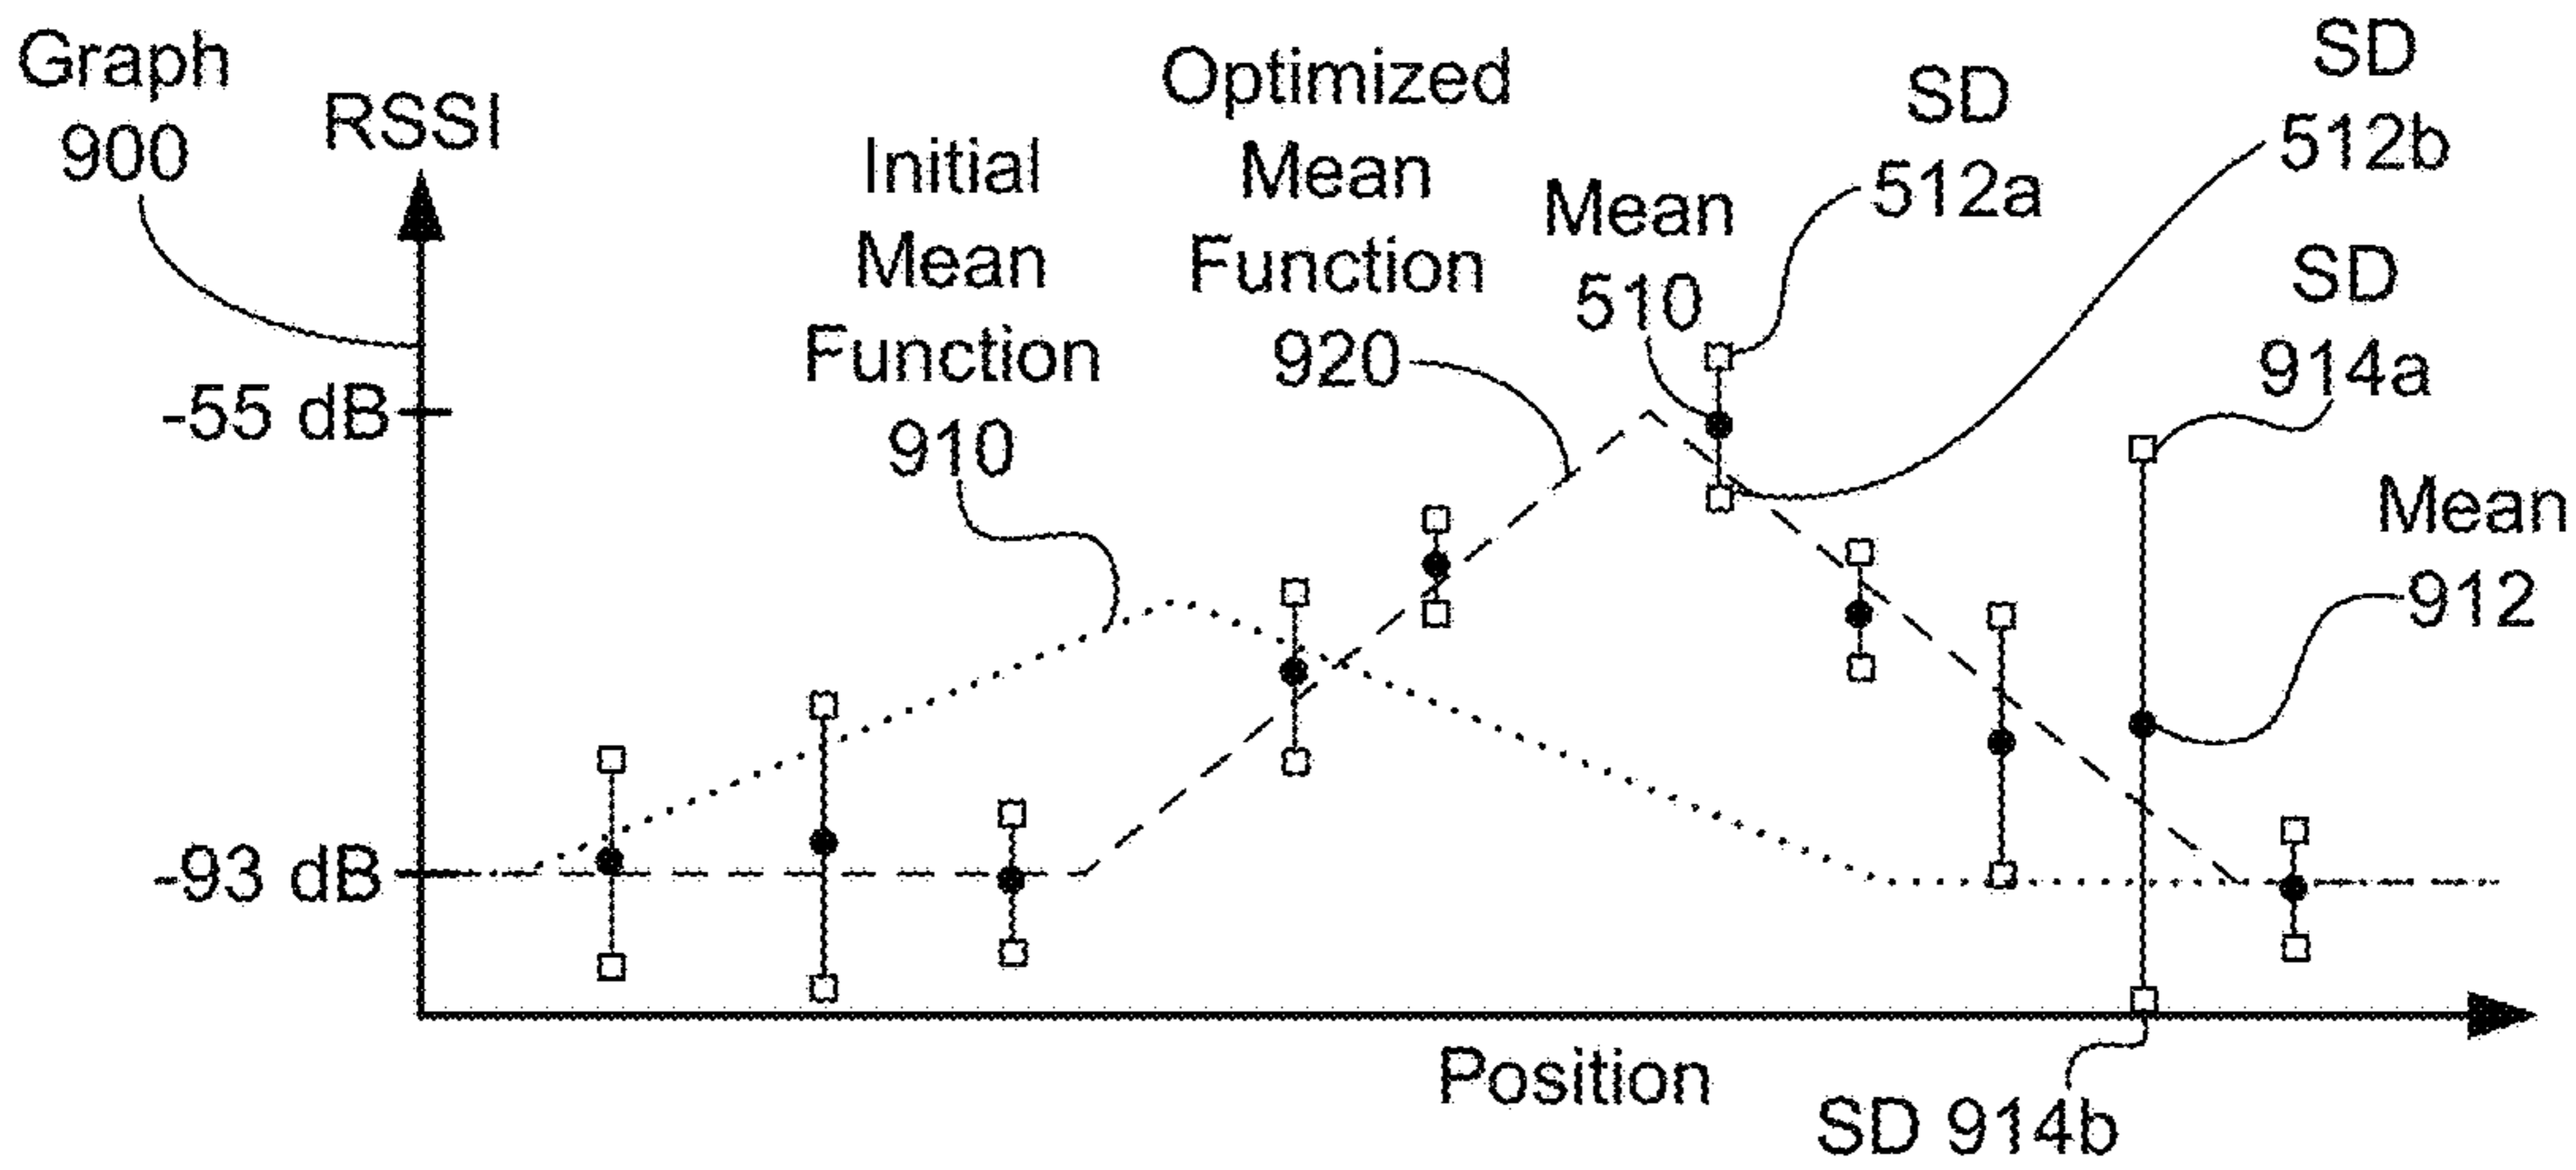 Graph
900
RSSI
Initial
Mean
Function
910
Optimized
Mean
Function
920
Mean
510
SD
512a
SD
512b
SD
914a
Mean
912
-55 dB
-93 dB
Position
SD 914b